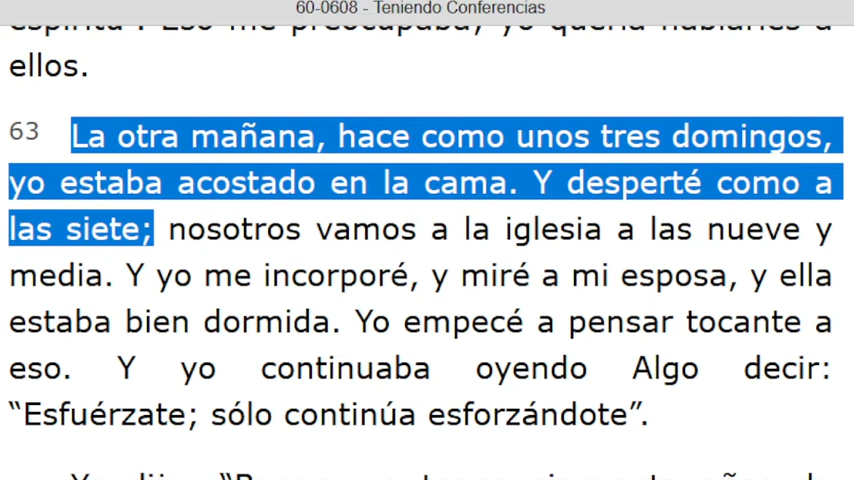 60-0608 - Teniendo Conferencias
ellos.
63 La otra mañana, hace como unos tres domingos,
yo estaba acostado en la cama. Y desperté como a
las siete; nosotros vamos a la iglesia a las nueve y
media. Y yo me incorporé, y miré a mi esposa, y ella
estaba bien dormida. Yo empecé a pensar tocante a
eso. Y yo continuaba oyendo Algo decir:
“Esfuérzate; sólo continúa esforzándote”.